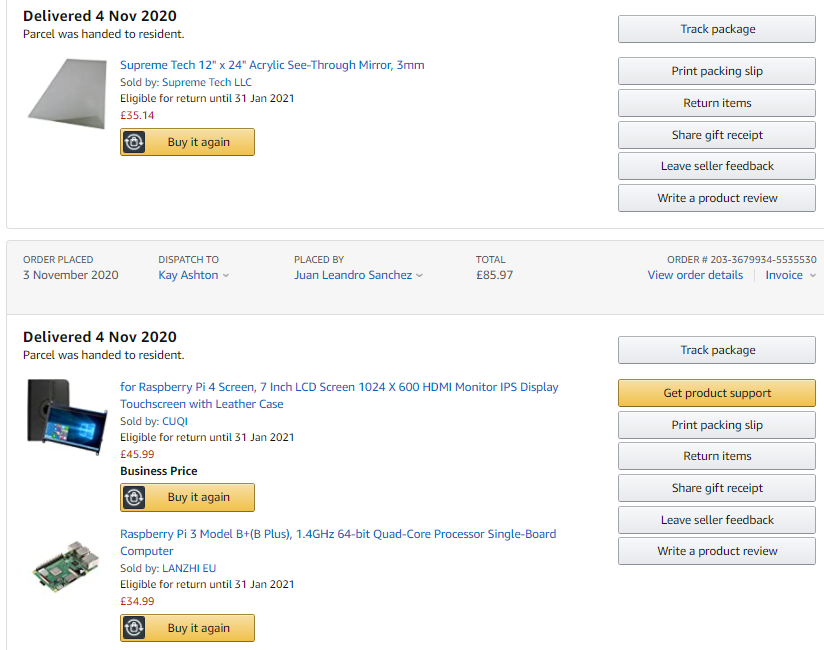 Delivered 4 Nov 2020
Parcel was handed to resident.
Track package
Supreme Tech 12" x 24" Acrylic See-Through Mirror, 3mm
Sold by: Supreme Tech LLC
Eligible for return until 31 Jan 2021
£35.14
Buy it again
Print packing slip
Return items
Share gift receipt
Leave seller feedback
Write a product review
ORDER PLACED
3 November 2020
DISPATCH TO
Kay Ashton
PLACED BY
Juan Leandro Sanchez
TOTAL
£85.97
ORDER # 203-3679934-5535530
View order details
Invoice
Delivered 4 Nov 2020
Parcel was handed to resident.
Track package
for Raspberry Pi 4 Screen, 7 Inch LCD Screen 1024 X 600 HDMI Monitor IPS Display
Touchscreen with Leather Case
Sold by: CUQI
Eligible for return until 31 Jan 2021
£45.99
Business Price
Buy it again
Raspberry Pi 3 Model B+(B Plus), 1.4GHz 64-bit Quad-Core Processor Single-Board
Computer
Sold by: LANZHI EU
Eligible for return until 31 Jan 2021
£34.99
Buy it again
Get product support
Print packing slip
Return items
Share gift receipt
Leave seller feedback
Write a product review